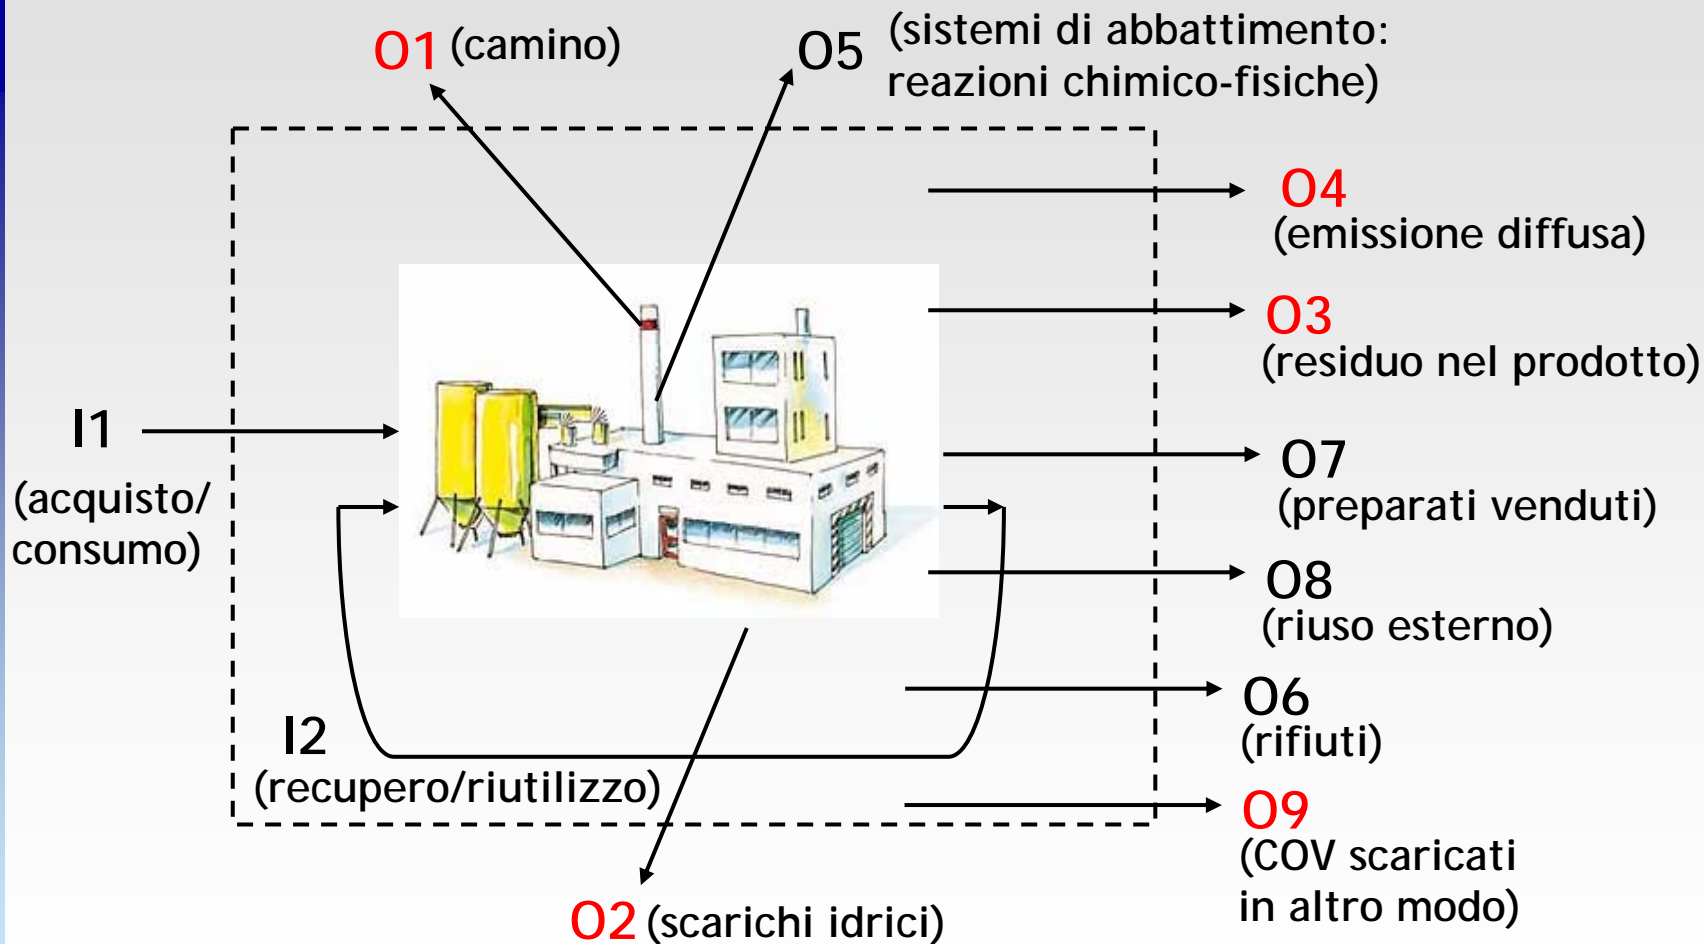 O1 (camino)
O5 (sistemi di abbattimento:
reazioni chimico-fisiche)
O4
(emissione diffusa)
O3
(residuo nel prodotto)
I1
(acquisto/
consumo)
O7
(preparati venduti)
O8
(riuso esterno)
O6
(rifiuti)
I2
(recupero/riutilizzo)
O9
(COV scaricati
in altro modo)
O2 (scarichi idrici)